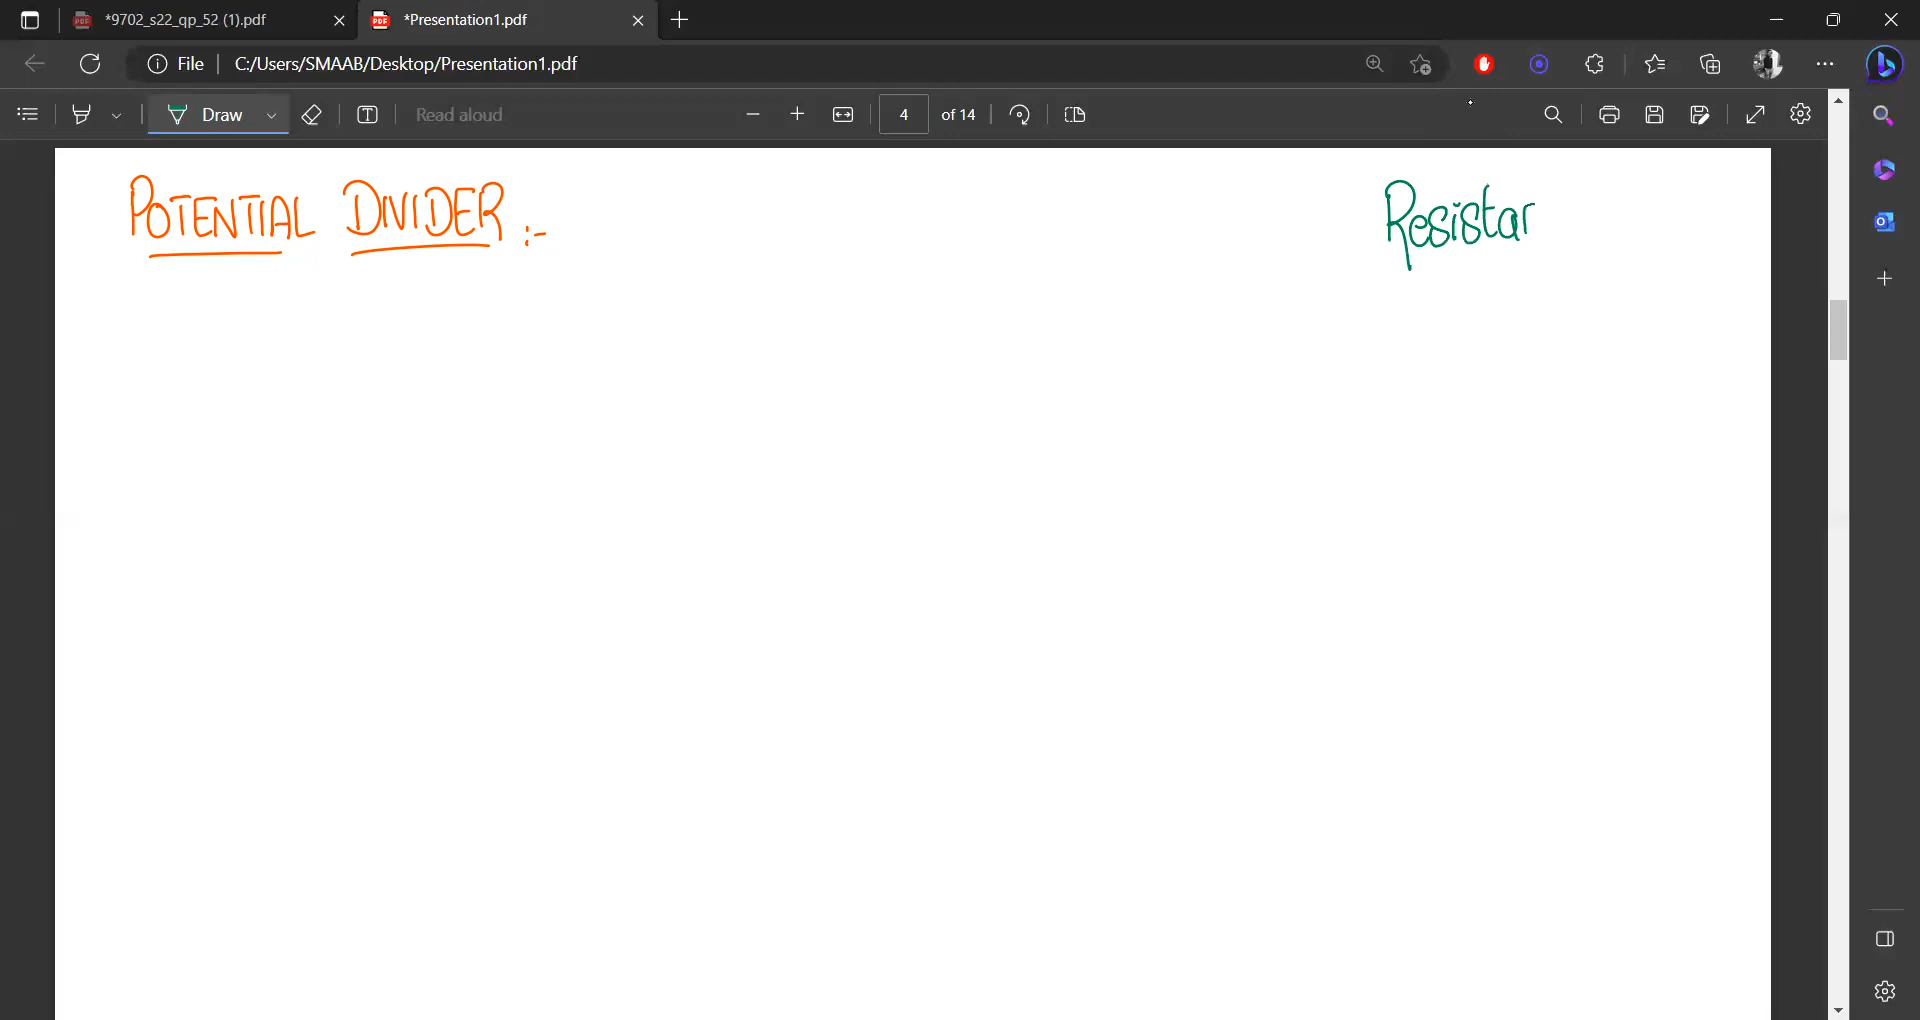 *9702_s22_qp_52 (1).pdf
*Presentation1.pdf
File C:/Users/SMAAB/Desktop/Presentation1.pdf
Draw Read aloud 4 of 14
POTENTIAL DIVIDER :-
Resistar